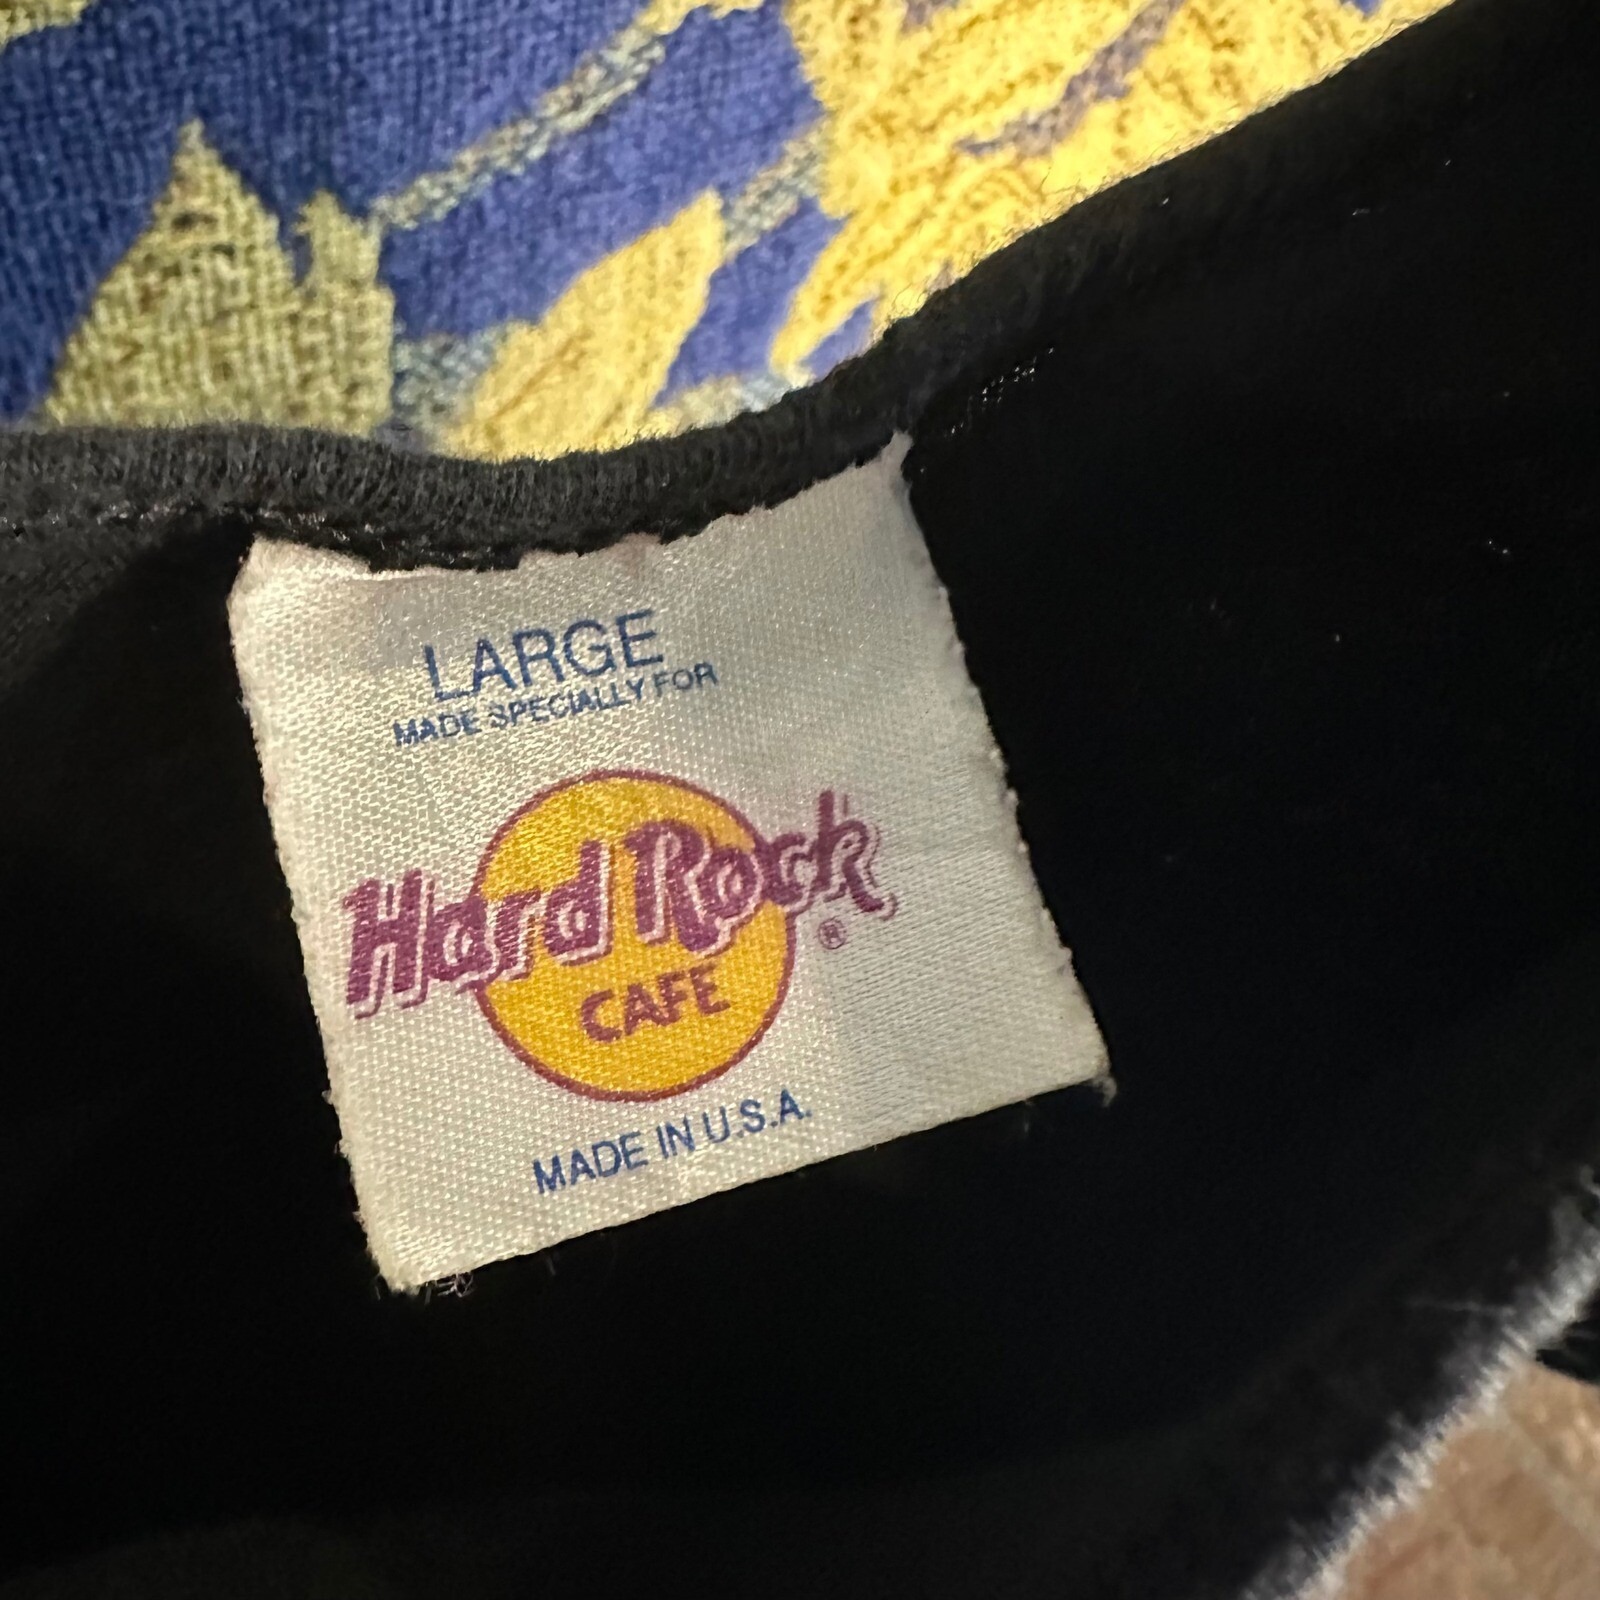 LARGE
MADE SPECIALLY FOR
Hard Rock ®
CAFE
MADE IN U.S.A.